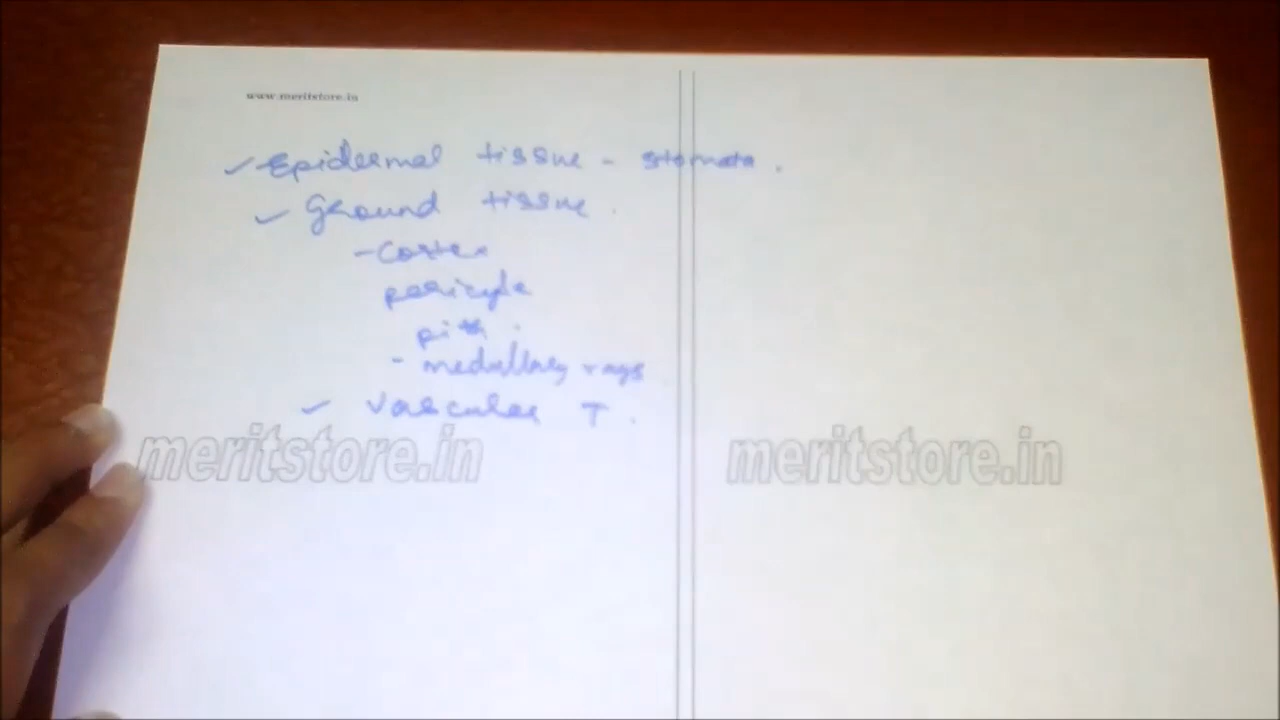 www.meritstore.in
✓ Epidermal tissue - stomata.
✓ Ground tissue.
- Cortex
pericycle
pith.
- medullary rays
✓ Vascular T.
meritstore.in meritstore.in